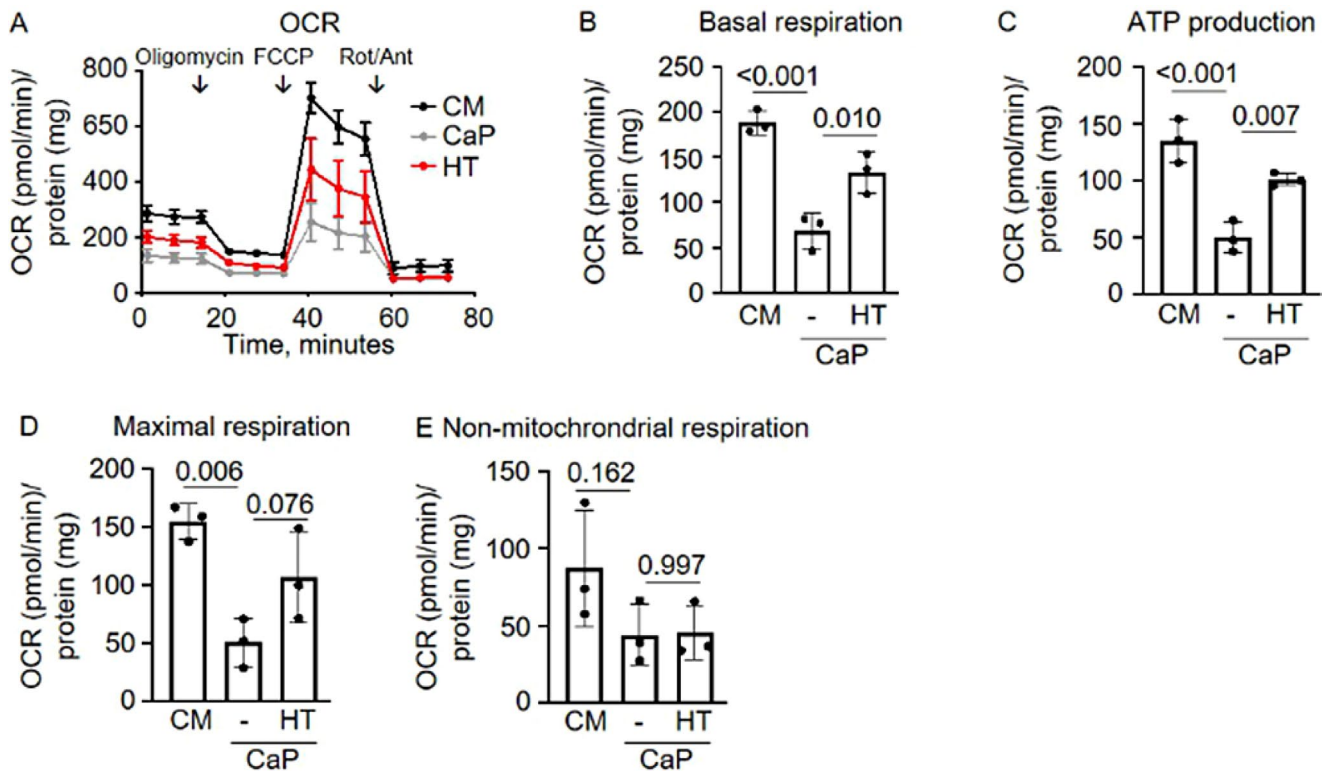 A
OCR
Oligomycin FCCP Rot/Ant
OCR (pmol/min)/
protein (mg)
800
650
400
200
0
0 20 40 60 80
Time, minutes
CM
CaP
HT
B Basal respiration
OCR (pmol/min)/
protein (mg)
250
200
150
100
50
0
<0.001
0.010
CM - HT
CaP
C ATP production
OCR (pmol/min)/
protein (mg)
200
150
100
50
0
<0.001
0.007
CM - HT
CaP
D Maximal respiration
OCR (pmol/min)/
protein (mg)
200
150
100
50
0
0.006
0.076
CM - HT
CaP
E Non-mitochrondrial respiration
OCR (pmol/min)/
protein (mg)
150
100
50
0
0.162
0.997
CM - HT
CaP